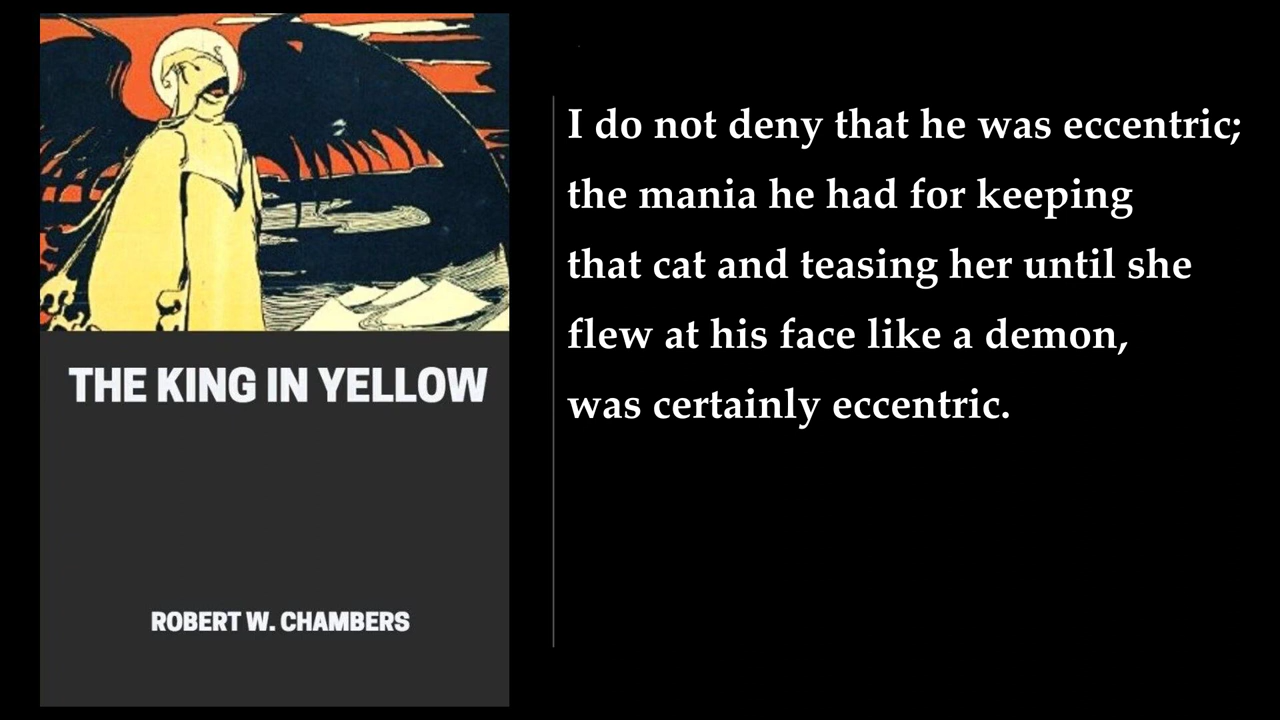 THE KING IN YELLOW
ROBERT W. CHAMBERS
I do not deny that he was eccentric;
the mania he had for keeping
that cat and teasing her until she
flew at his face like a demon,
was certainly eccentric.